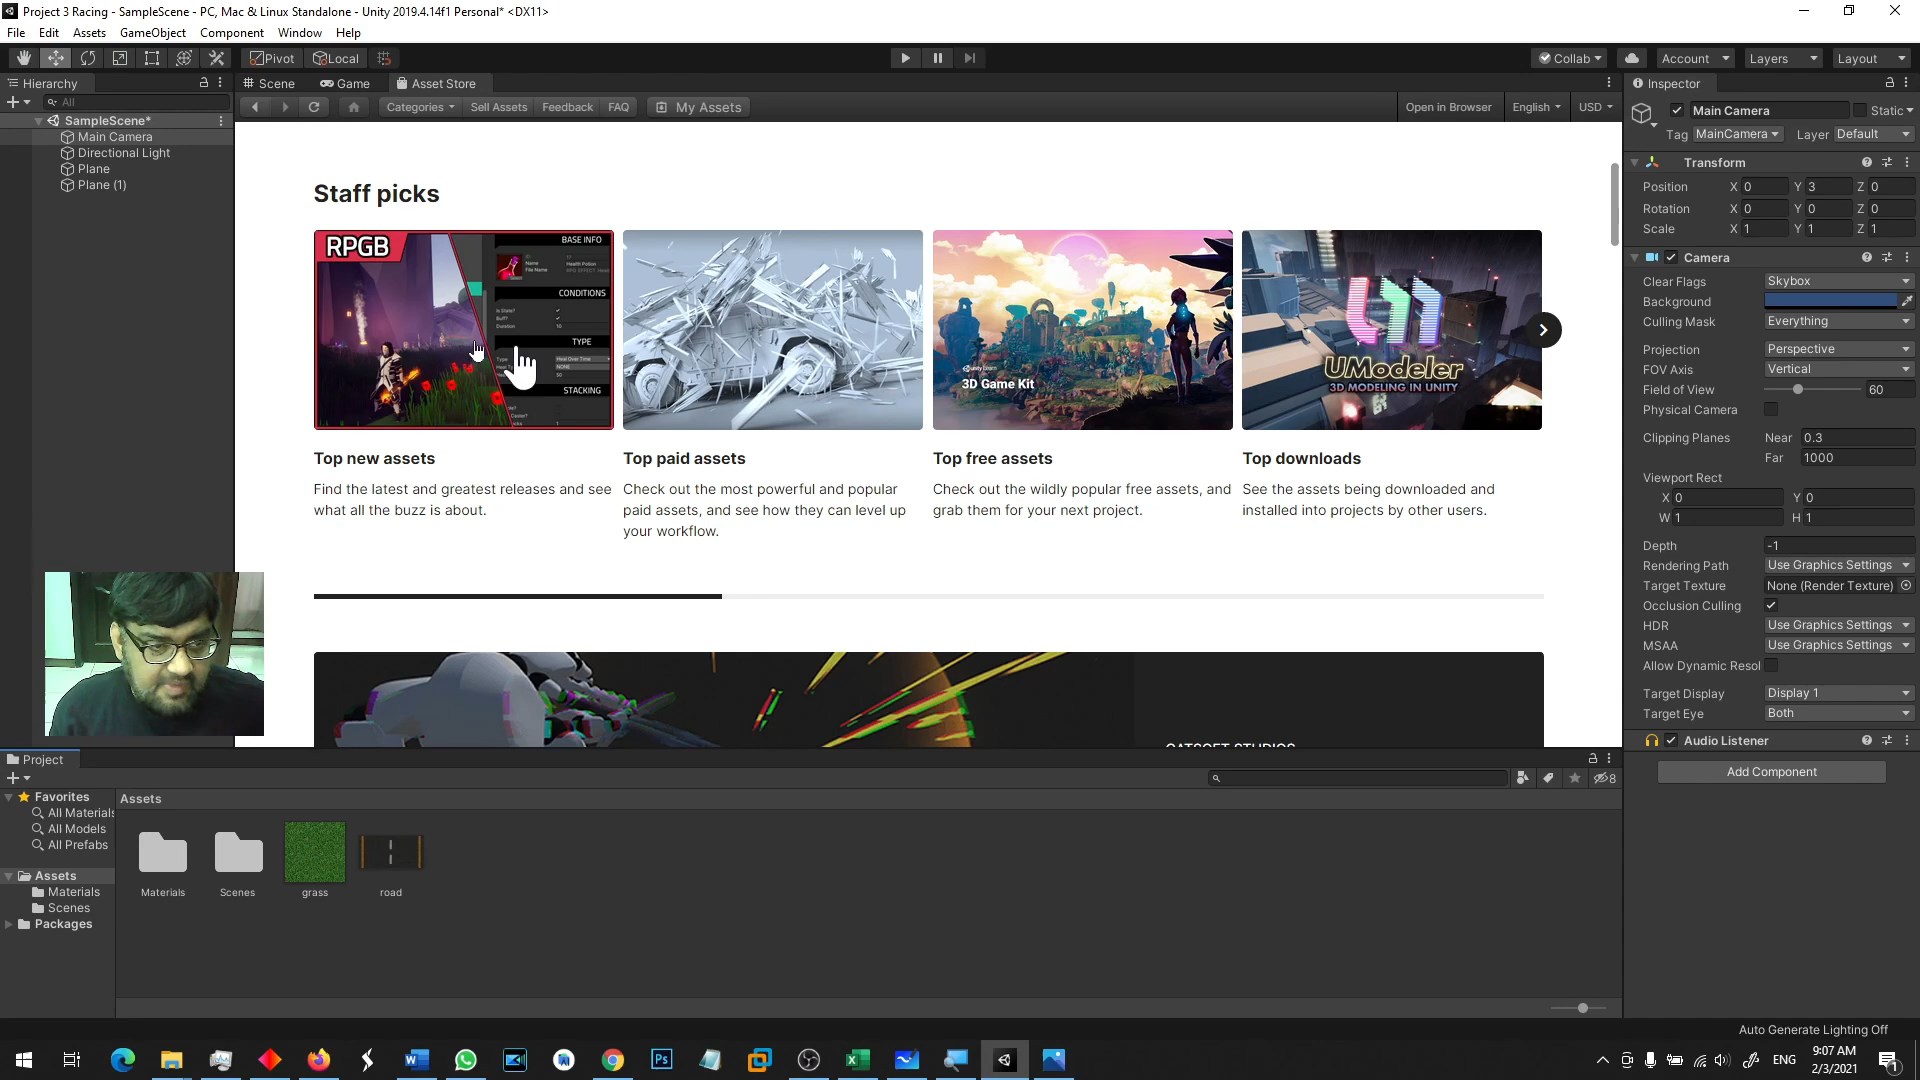 Project 3 Racing - SampleScene - PC, Mac & Linux Standalone - Unity 2019.4.14f1 Personal* <DX11>
File Edit Assets GameObject Component Window Help
Pivot Local Collab Account Layers Layout
Hierarchy
All
SampleScene*
Main Camera
Directional Light
Plane
Plane (1)
Scene Game Asset Store
Categories Sell Assets Feedback FAQ My Assets Open in Browser English USD
Staff picks
RPGB
BASE INFO
CONDITIONS
TYPE
STACKING
unity Learn
3D Game Kit
UModeler
3D MODELING IN UNITY
Top new assets
Find the latest and greatest releases and see
what all the buzz is about.
Top paid assets
Check out the most powerful and popular
paid assets, and see how they can level up
your workflow.
Top free assets
Check out the wildly popular free assets, and
grab them for your next project.
Top downloads
See the assets being downloaded and
installed into projects by other users.
Inspector
Main Camera Static
Tag MainCamera Layer Default
Transform
Position X 0 Y 3 Z 0
Rotation X 0 Y 0 Z 0
Scale X 1 Y 1 Z 1
Camera
Clear Flags Skybox
Background
Culling Mask Everything
Projection Perspective
FOV Axis Vertical
Field of View 60
Physical Camera
Clipping Planes Near 0.3
Far 1000
Viewport Rect
X 0 Y 0
W 1 H 1
Depth -1
Rendering Path Use Graphics Settings
Target Texture None (Render Texture)
Occlusion Culling
HDR Use Graphics Settings
MSAA Use Graphics Settings
Allow Dynamic Resol
Target Display Display 1
Target Eye Both
Audio Listener
Add Component
Project
8
Favorites
All Materials
All Models
All Prefabs
Assets
Materials
Scenes
Packages
Assets
Materials
Scenes
grass
road
Auto Generate Lighting Off
ENG
9:07 AM
2/3/2021
1